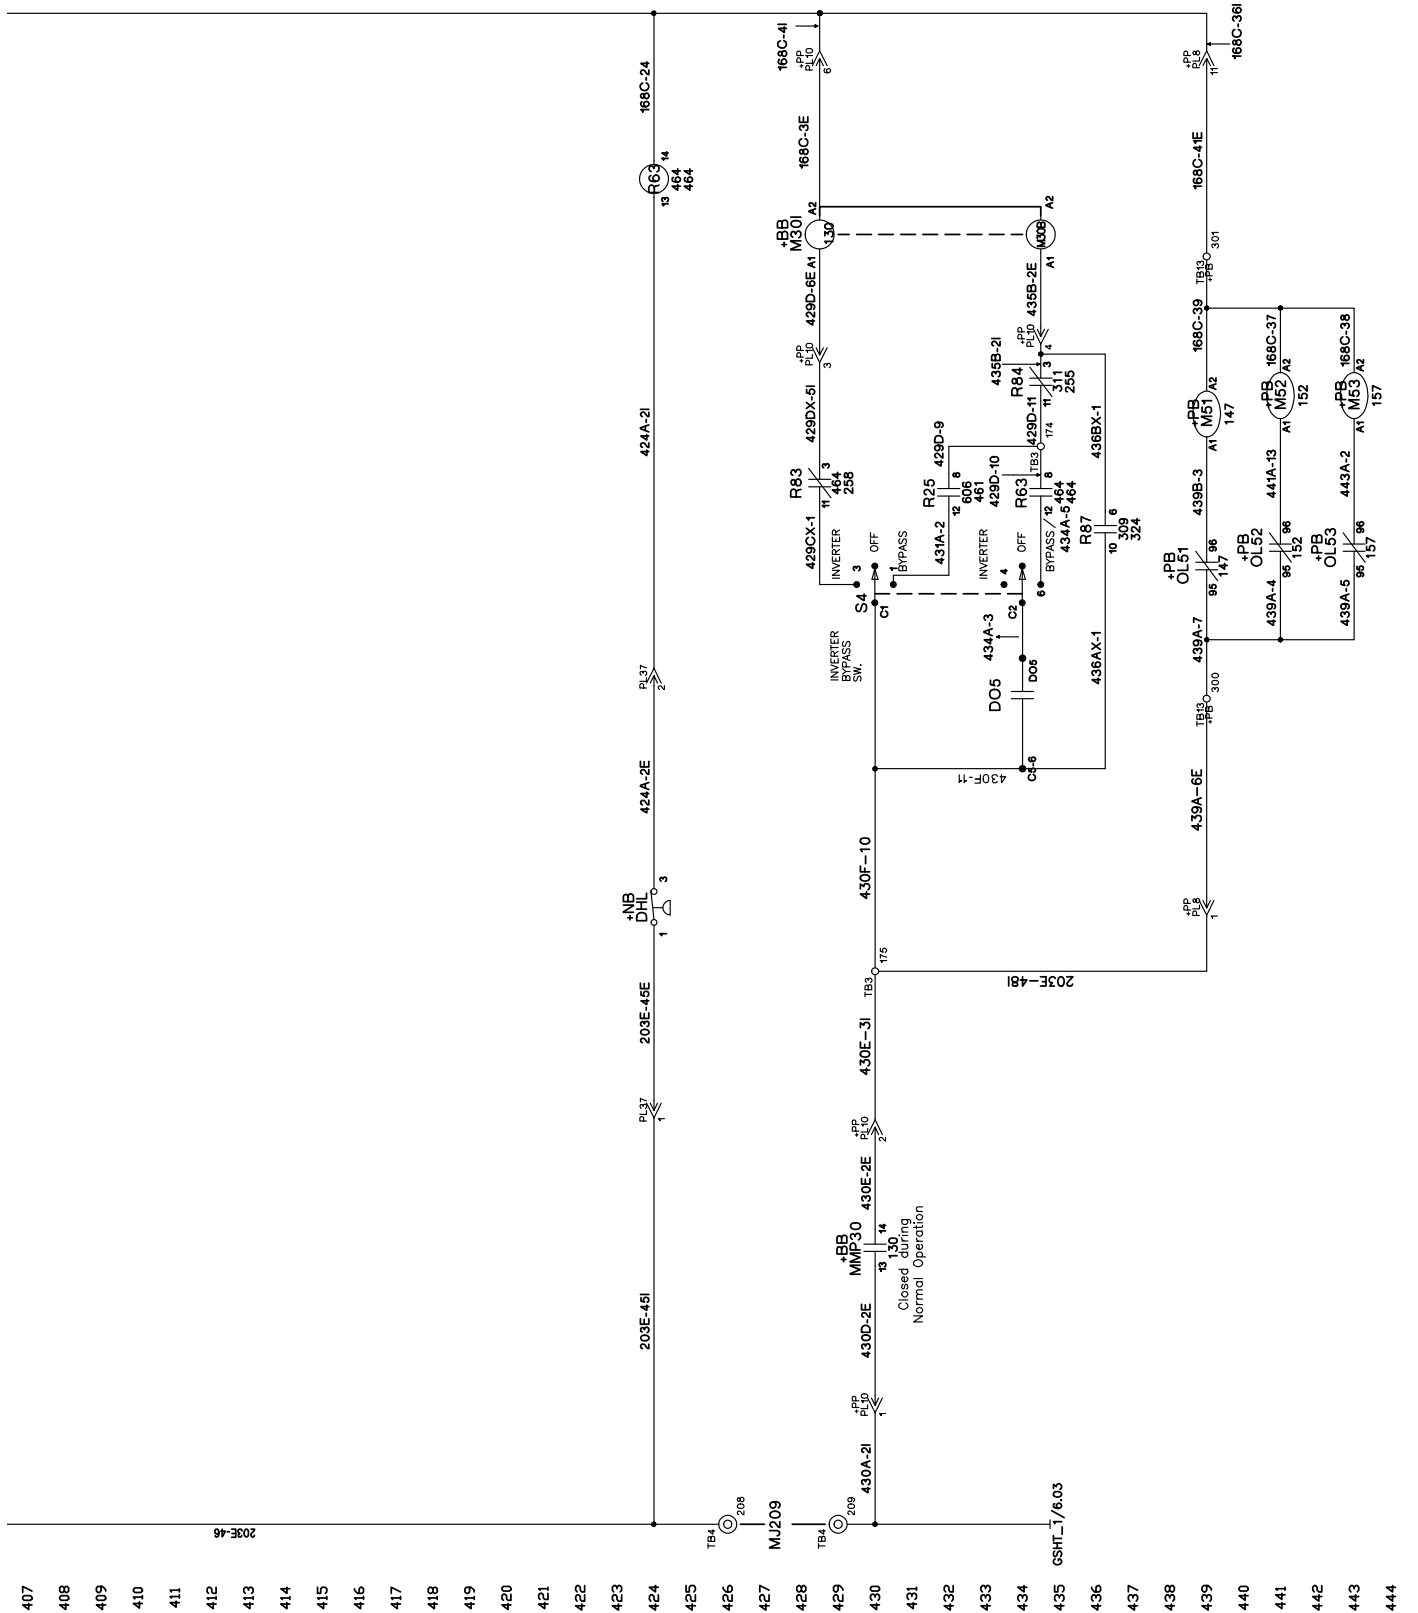 407
408
409
410
411
412
413
414
415
416
417
418
419
420
421
422
423
424
425
426
427
428
429
430
431
432
433
434
435
436
437
438
439
440
441
442
443
444
203E-46
203E-45I
PL37
1
203E-45E
1
+NB
DHL
3
424A-2E
PL37
2
424A-2I
13
R63
464
464
14
168C-24
TB4
208
MJ209
TB4
209
GSHT_1/6.03
430A-2I
+PP
PL10
1
430D-2E
+BB
MMP30
13
14
130
Closed during
Normal Operation
430E-2E
+PP
PL10
2
430E-3I
TB3
175
430F-10
INVERTER
BYPASS
SW.
S4
C1
INVERTER
3
OFF
1
BYPASS
429CX-1
R83
11
3
464
258
429DX-5I
+PP
PL10
3
429D-6E
+BB
M30I
A1
130
A2
168C-3E
+PP
PL10
6
168C-4I
431A-2
R25
12
8
606
461
429D-9
430F-11
C5-6
DO5
DO5
434A-3
C2
INVERTER
4
OFF
6
BYPASS/
434A-5
R63
12
8
464
464
429D-10
TB3
174
429D-11
R84
11
3
311
255
435B-2I
+PP
PL10
4
435B-2E
A1
M30B
A2
436AX-1
R87
10
6
309
324
436BX-1
203E-48I
+PP
PL8
1
439A-6E
TB13
+PB
300
439A-7
+PB
OL51
95
96
147
439B-3
+PB
M51
A1
A2
147
168C-39
TB13
+PB
301
168C-41E
+PP
PL8
11
168C-36I
439A-4
+PB
OL52
95
96
152
441A-13
+PB
M52
A1
A2
152
168C-37
439A-5
+PB
OL53
95
96
157
443A-2
+PB
M53
A1
A2
157
168C-38